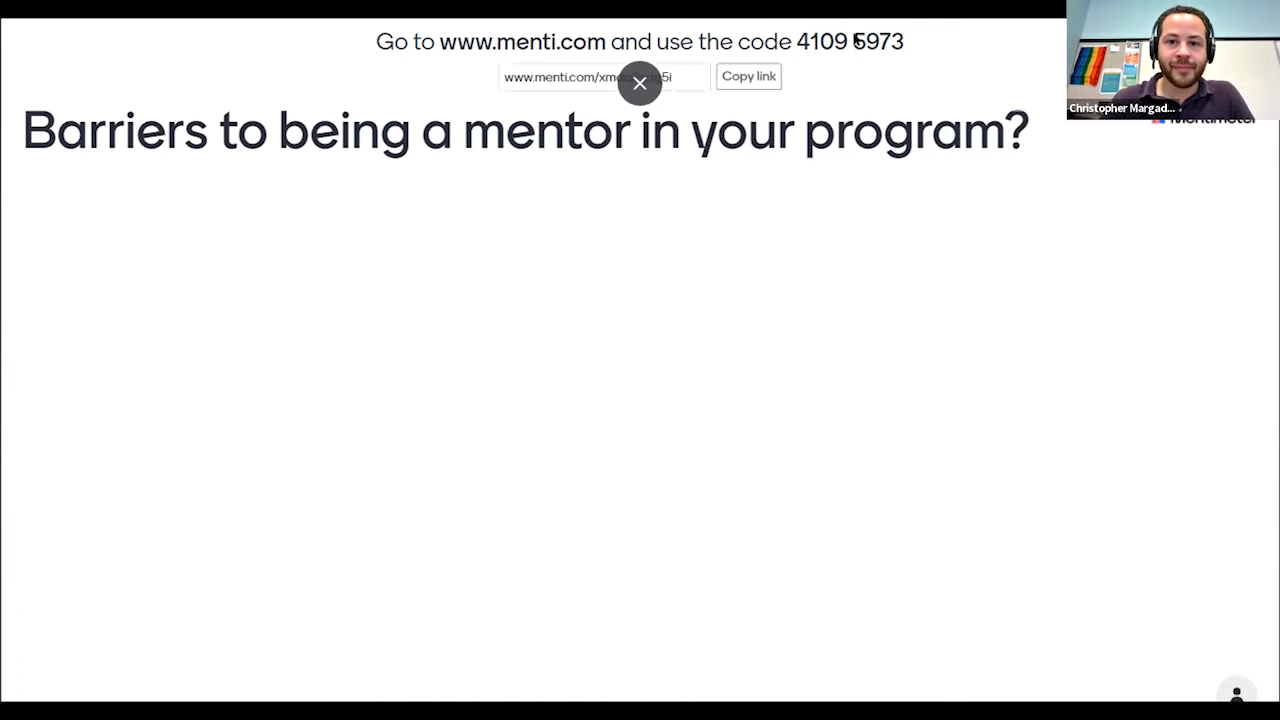 Go to www.menti.com and use the code 4109 5973
Copy link
Barriers to being a mentor in your program?
Christopher Margad...
Mentimeter